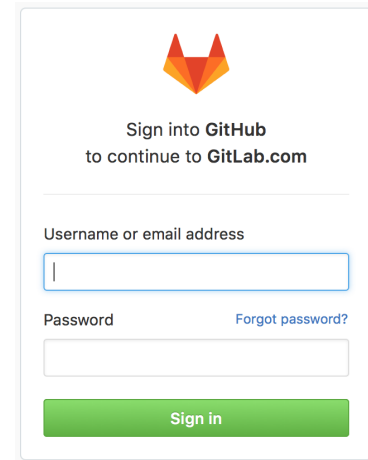 Sign into GitHub
to continue to GitLab.com
Username or email address
Password Forgot password?
Sign in